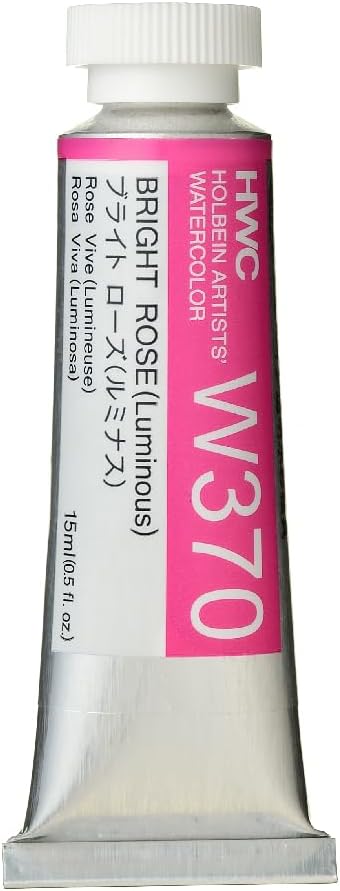 HWC
HOLBEIN ARTISTS'
WATERCOLOR
W370
BRIGHT ROSE(Luminous)
ブライト ローズ(ルミナス)
Rose Vive (Lumineuse)
Rosa Viva (Luminosa)
15ml(0.5 fl. oz.)